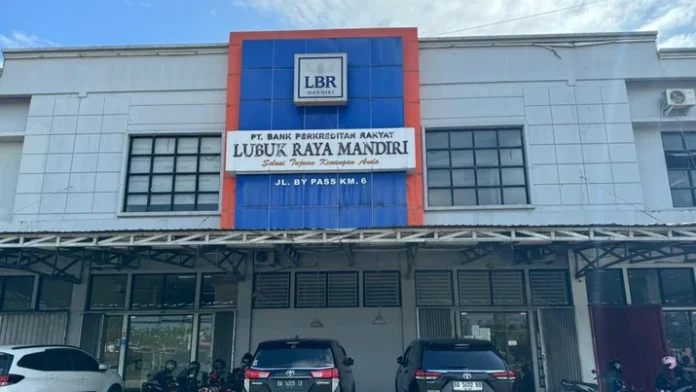 LBR
MANDIRI
PT. BANK PERKREDITAN RAKYAT
LUBUK RAYA MANDIRI
Solusi Tujuan Keuangan Anda
JL. BY PASS KM. 6